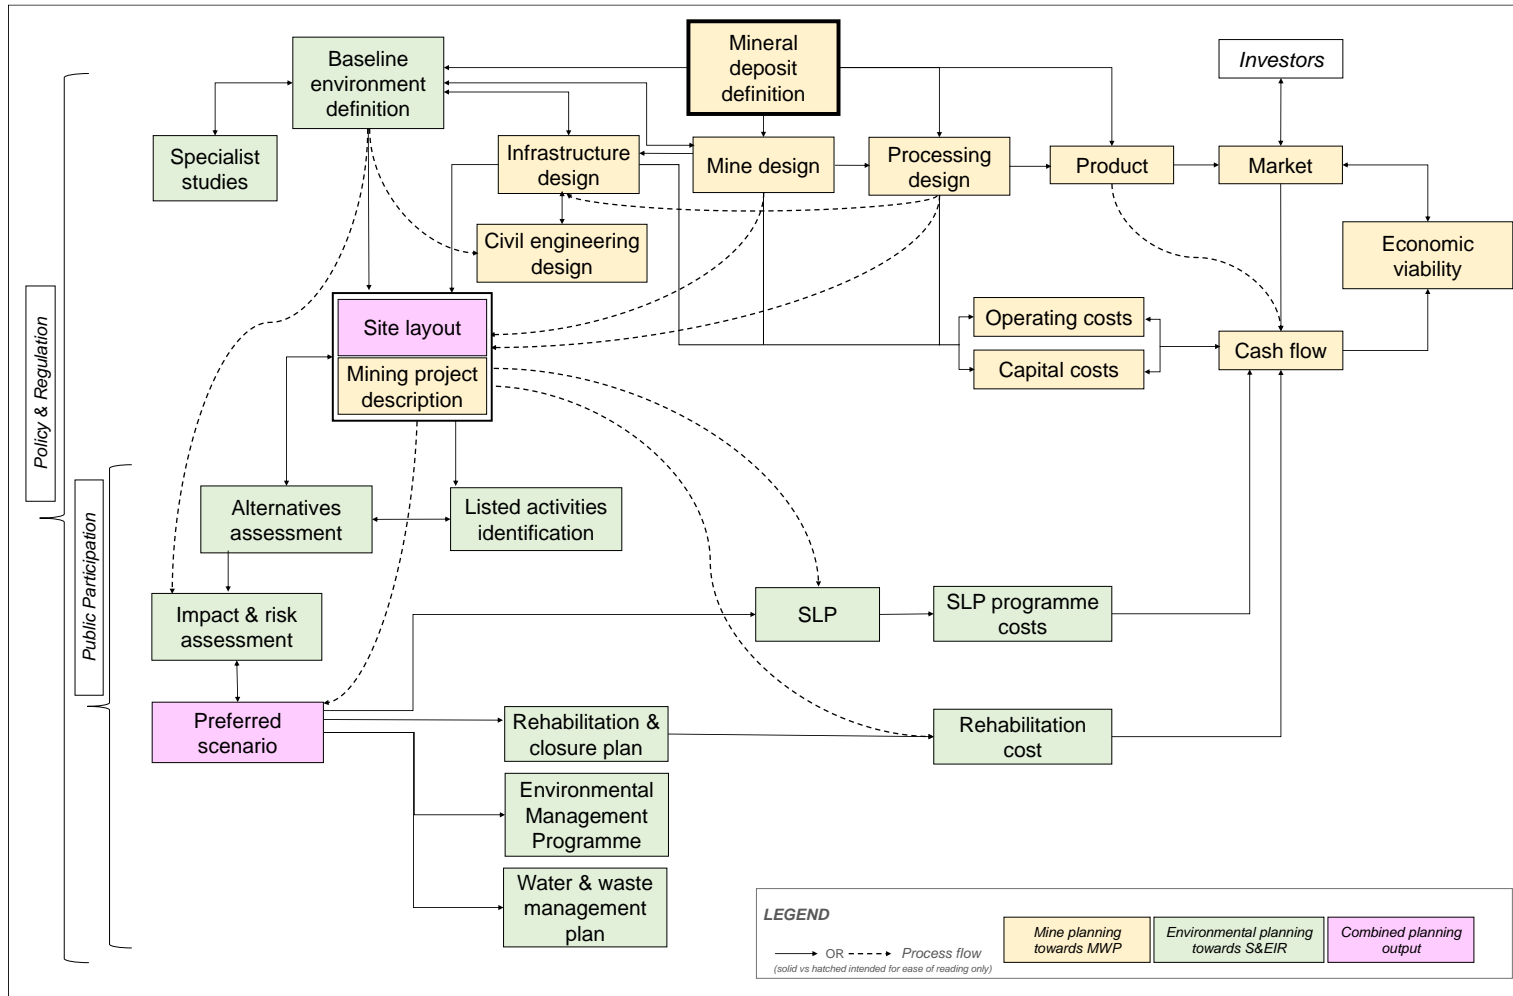 Mineral
deposit
definition
Baseline
environment
definition
Investors
Specialist
studies
Infrastructure
design
Mine design
Processing
design
Product
Market
Civil engineering
design
Economic
viability
Site layout
Mining project
description
Operating costs
Capital costs
Cash flow
Policy & Regulation
Public Participation
Alternatives
assessment
Listed activities
identification
Impact & risk
assessment
SLP
SLP programme
costs
Preferred
scenario
Rehabilitation &
closure plan
Rehabilitation
cost
Environmental
Management
Programme
Water & waste
management
plan
LEGEND
OR
Process flow
(solid vs hatched intended for ease of reading only)
Mine planning
towards MWP
Environmental planning
towards S&EIR
Combined planning
output